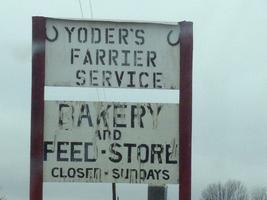 YODER'S
FARRIER
SERVICE
BAKERY
AND
FEED-STORE
CLOSED-SUNDAYS